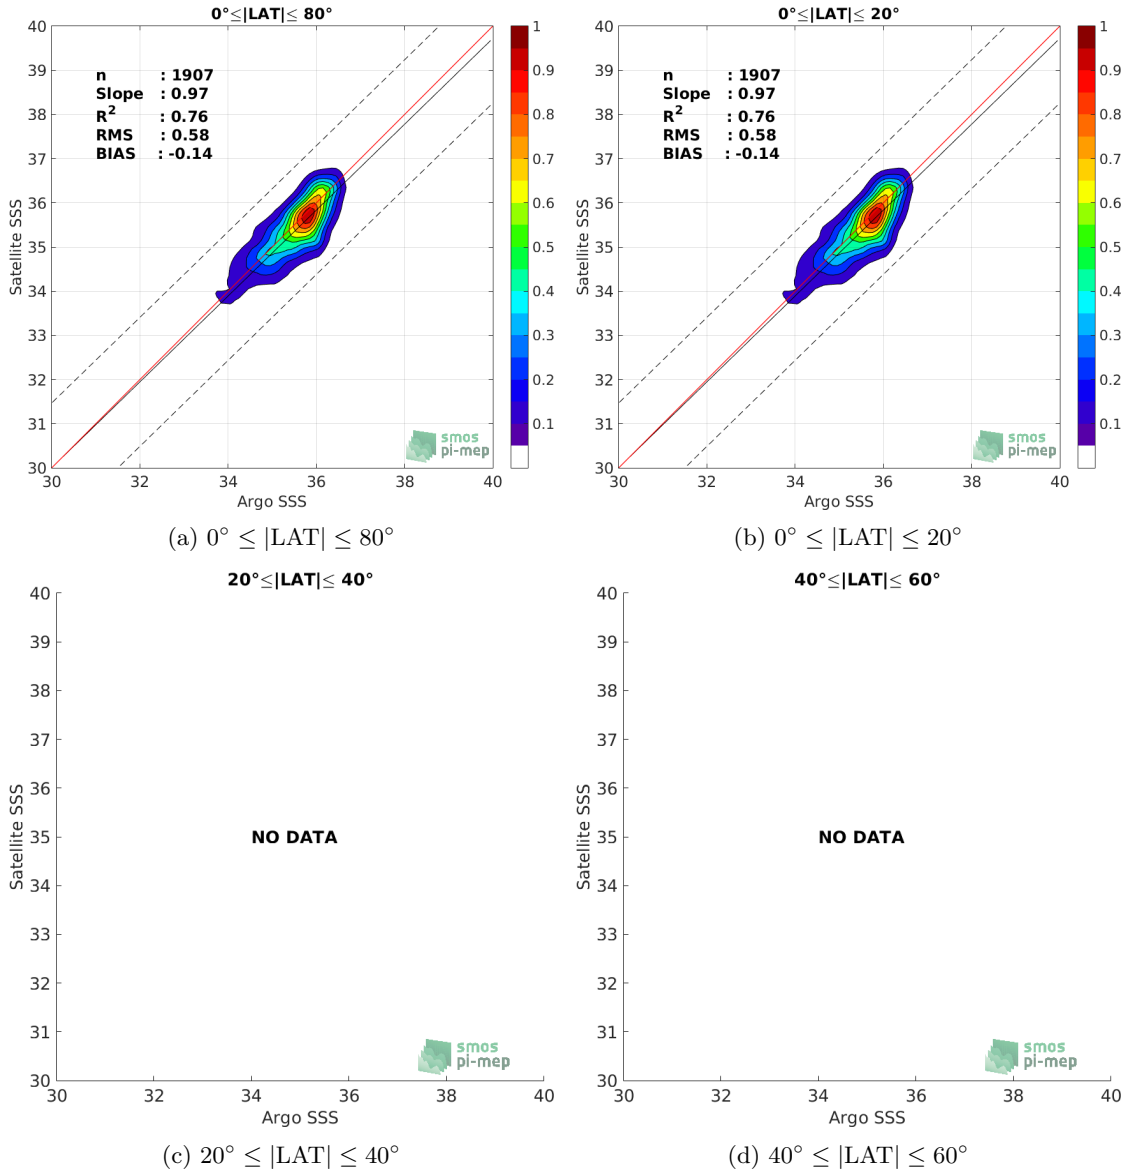 0°≤|LAT|≤ 80°
40
39
38
37
36
35
34
33
32
31
30
Satellite SSS
n : 1907
Slope : 0.97
R² : 0.76
RMS : 0.58
BIAS : -0.14
smos
pi-mep
30 32 34 36 38 40
Argo SSS
1
0.9
0.8
0.7
0.6
0.5
0.4
0.3
0.2
0.1
(a) 0° ≤ |LAT| ≤ 80°
0°≤|LAT|≤ 20°
40
39
38
37
36
35
34
33
32
31
30
Satellite SSS
n : 1907
Slope : 0.97
R² : 0.76
RMS : 0.58
BIAS : -0.14
smos
pi-mep
30 32 34 36 38 40
Argo SSS
1
0.9
0.8
0.7
0.6
0.5
0.4
0.3
0.2
0.1
(b) 0° ≤ |LAT| ≤ 20°
20°≤|LAT|≤ 40°
40
39
38
37
36
35
34
33
32
31
30
Satellite SSS
NO DATA
smos
pi-mep
30 32 34 36 38 40
Argo SSS
(c) 20° ≤ |LAT| ≤ 40°
40°≤|LAT|≤ 60°
40
39
38
37
36
35
34
33
32
31
30
Satellite SSS
NO DATA
smos
pi-mep
30 32 34 36 38 40
Argo SSS
(d) 40° ≤ |LAT| ≤ 60°